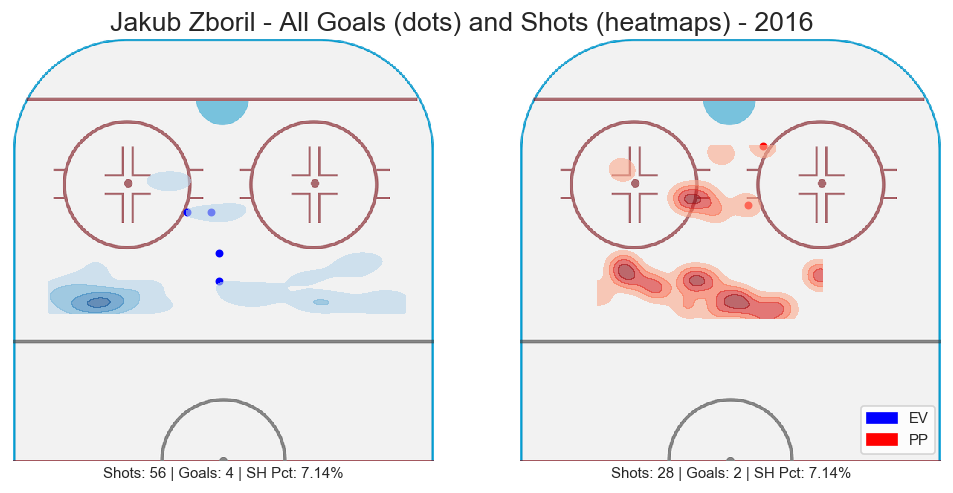 Jakub Zboril - All Goals (dots) and Shots (heatmaps) - 2016
EV
PP
Shots: 56 | Goals: 4 | SH Pct: 7.14%
Shots: 28 | Goals: 2 | SH Pct: 7.14%